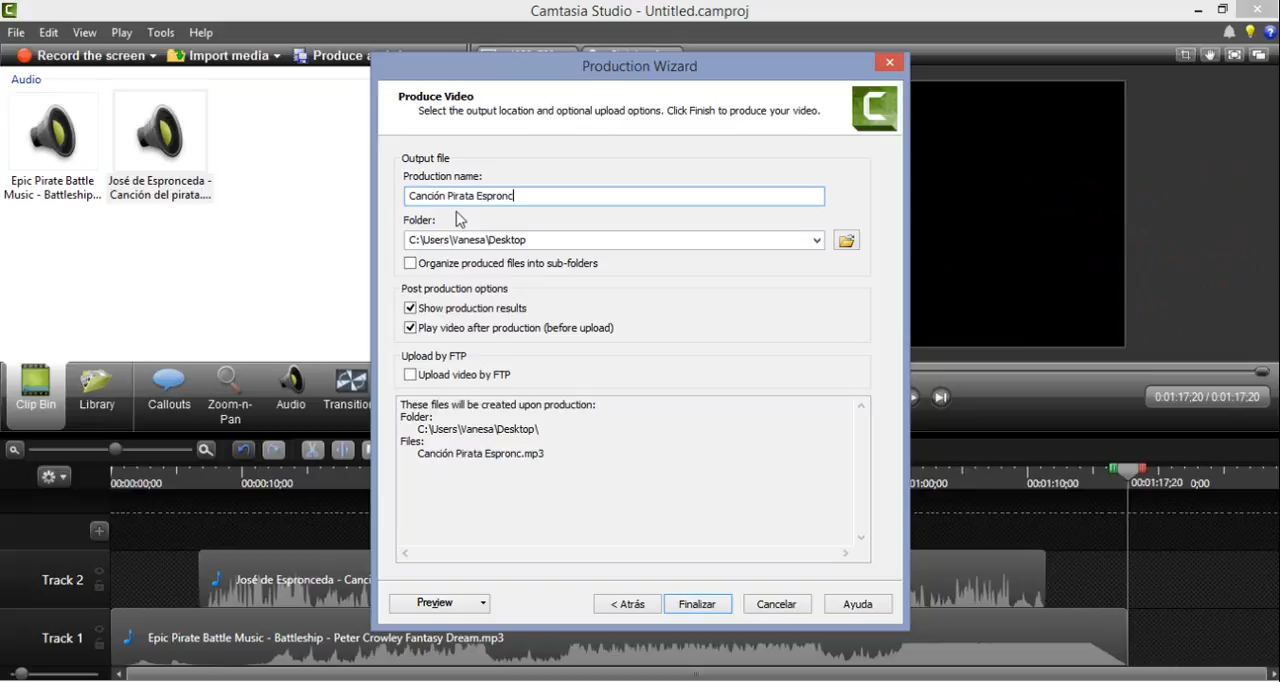 Camtasia Studio - Untitled.camproj
File Edit View Play Tools Help
Record the screen Import media Produce a
Audio
Epic Pirate Battle
Music - Battleship...
José de Espronceda -
Canción del pirata....
Production Wizard
Produce Video
Select the output location and optional upload options. Click Finish to produce your video.
Output file
Production name:
Canción Pirata Espronc
Folder:
C:\Users\Vanesa\Desktop
Organize produced files into sub-folders
Post production options
Show production results
Play video after production (before upload)
Upload by FTP
Upload video by FTP
These files will be created upon production:
Folder:
C:\Users\Vanesa\Desktop\
Files:
Canción Pirata Espronc.mp3
Preview < Atrás Finalizar Cancelar Ayuda
Clip Bin Library Callouts Zoom-n-
Pan Audio Transition
0:01:17;20 / 0:01:17;20
00:00:00;00 00:00:10;00 01:00;00 00:01:10;00 00:01:17;20 0;00
Track 2 José de Espronceda - Canci
Track 1 Epic Pirate Battle Music - Battleship - Peter Crowley Fantasy Dream.mp3